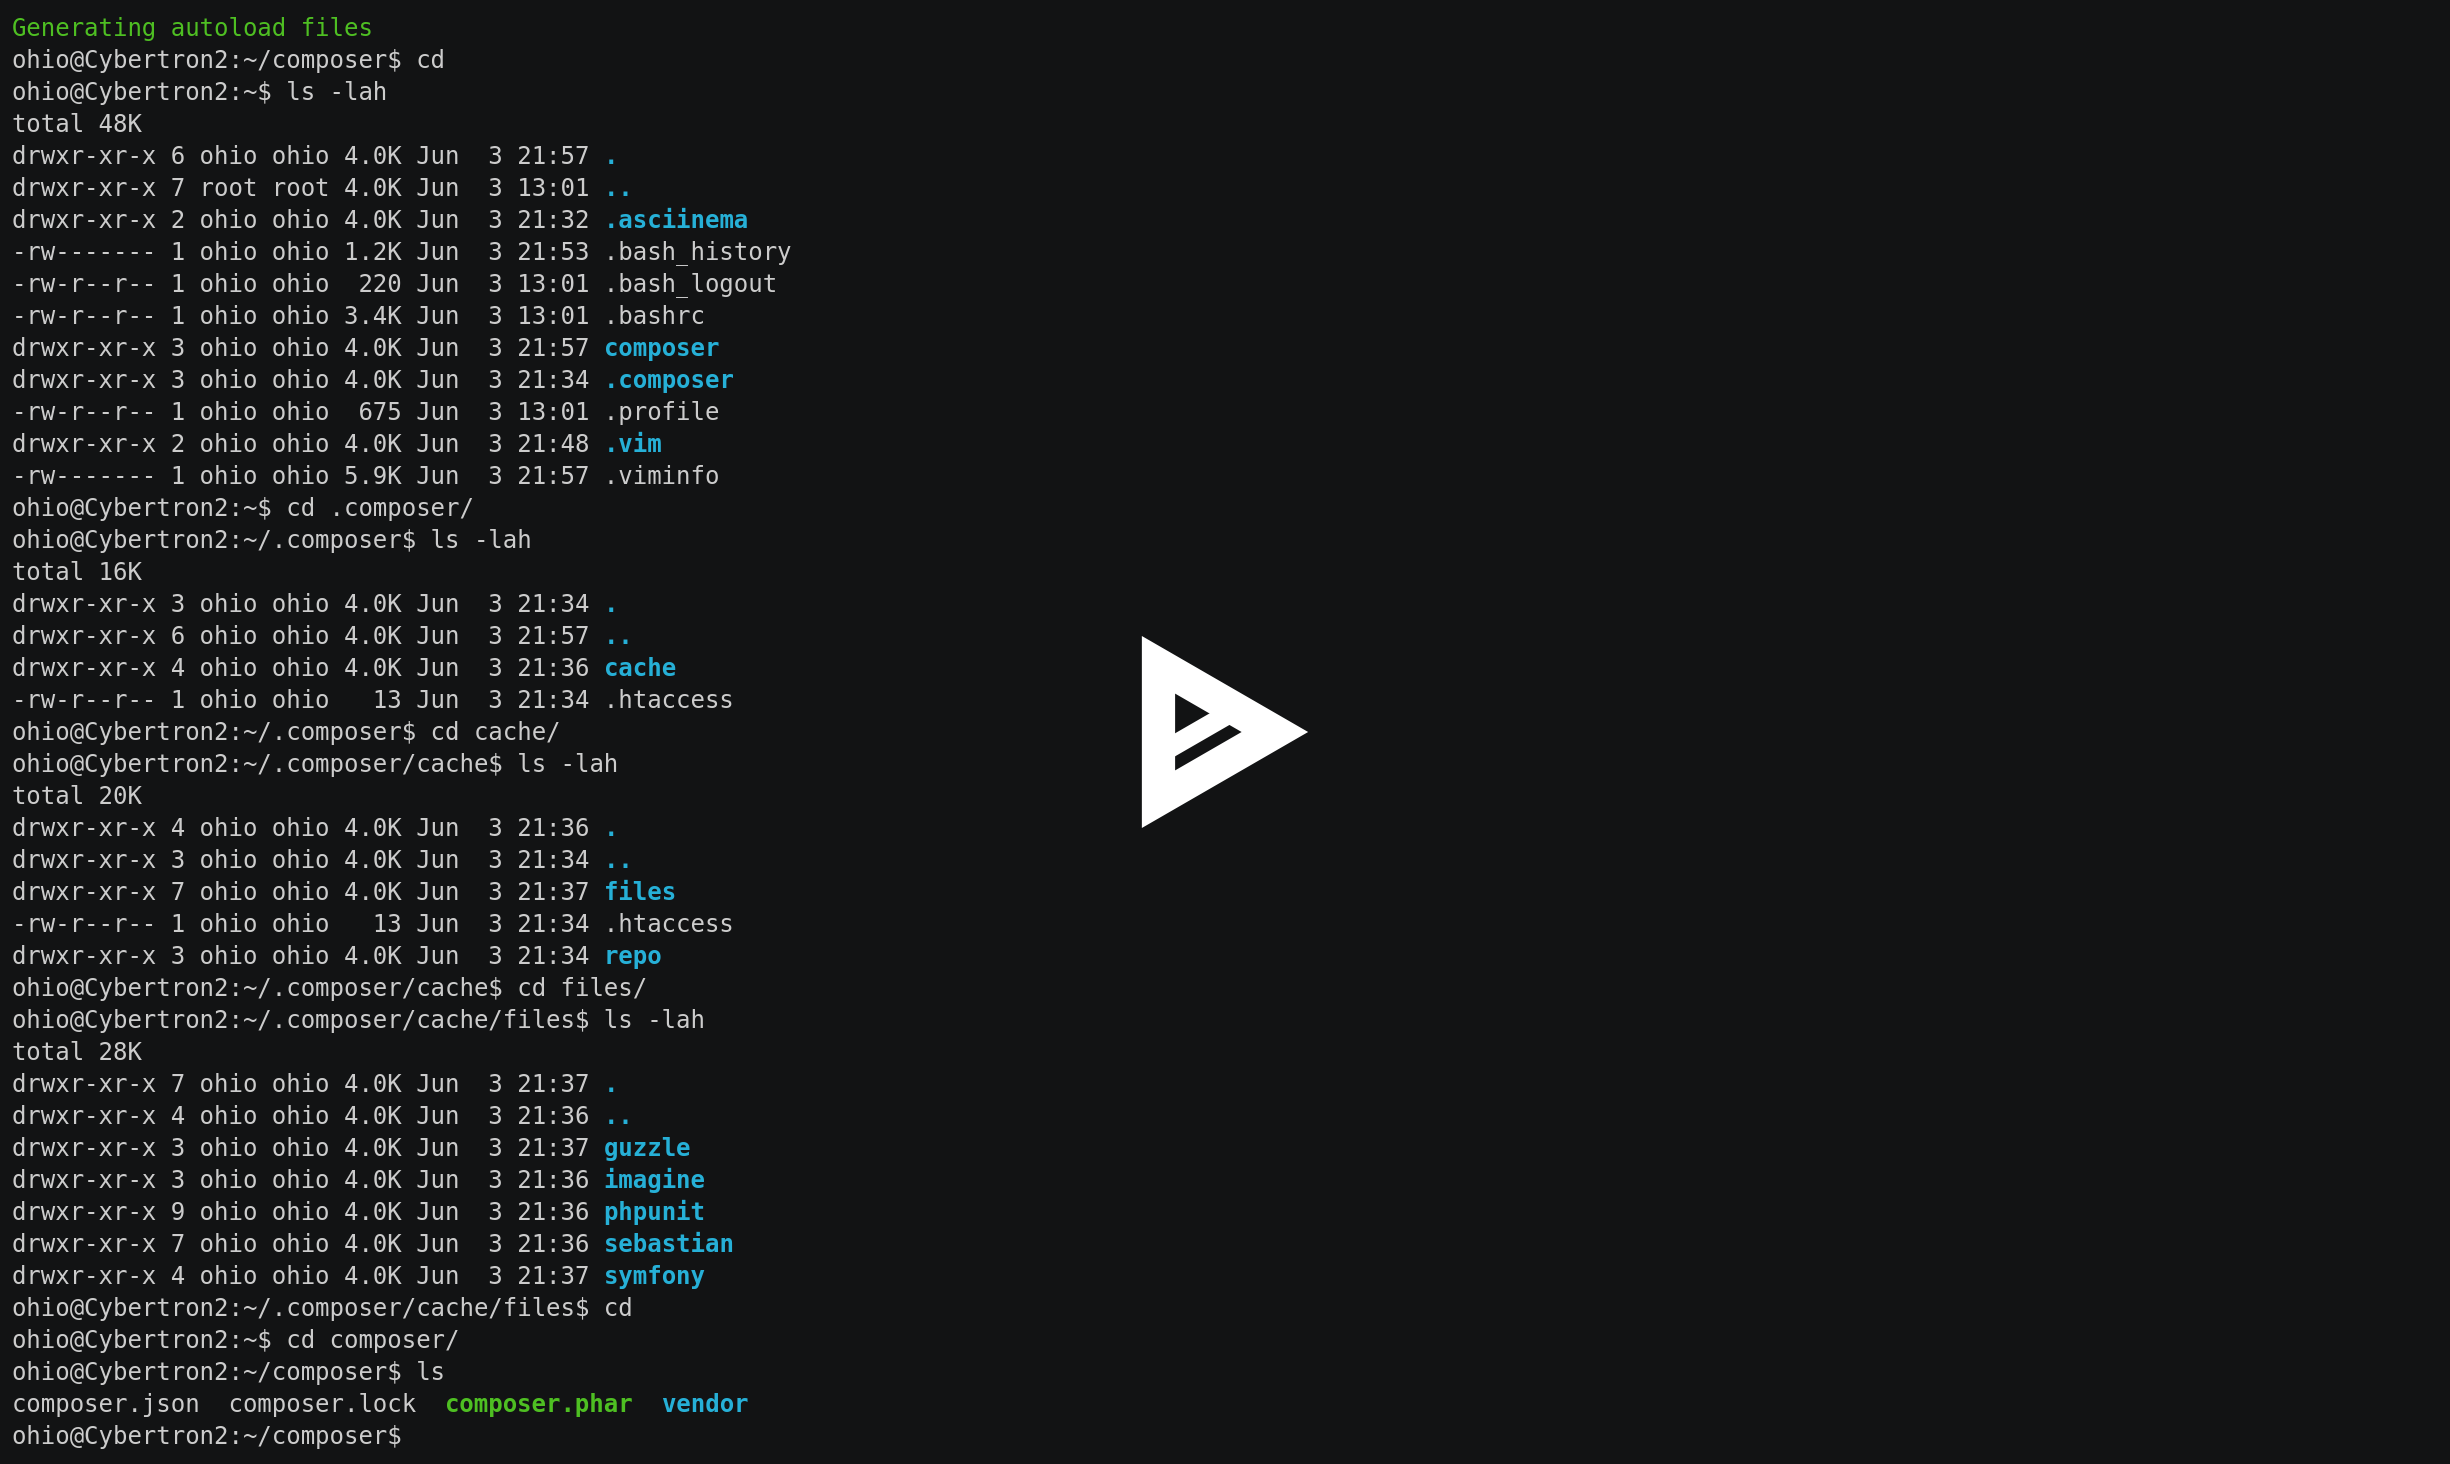 Generating autoload files
ohio@Cybertron2:~/composer$ cd
ohio@Cybertron2:~$ ls -lah
total 48K
drwxr-xr-x 6 ohio ohio 4.0K Jun  3 21:57 .
drwxr-xr-x 7 root root 4.0K Jun  3 13:01 ..
drwxr-xr-x 2 ohio ohio 4.0K Jun  3 21:32 .asciinema
-rw------- 1 ohio ohio 1.2K Jun  3 21:53 .bash_history
-rw-r--r-- 1 ohio ohio  220 Jun  3 13:01 .bash_logout
-rw-r--r-- 1 ohio ohio 3.4K Jun  3 13:01 .bashrc
drwxr-xr-x 3 ohio ohio 4.0K Jun  3 21:57 composer
drwxr-xr-x 3 ohio ohio 4.0K Jun  3 21:34 .composer
-rw-r--r-- 1 ohio ohio  675 Jun  3 13:01 .profile
drwxr-xr-x 2 ohio ohio 4.0K Jun  3 21:48 .vim
-rw------- 1 ohio ohio 5.9K Jun  3 21:57 .viminfo
ohio@Cybertron2:~$ cd .composer/
ohio@Cybertron2:~/.composer$ ls -lah
total 16K
drwxr-xr-x 3 ohio ohio 4.0K Jun  3 21:34 .
drwxr-xr-x 6 ohio ohio 4.0K Jun  3 21:57 ..
drwxr-xr-x 4 ohio ohio 4.0K Jun  3 21:36 cache
-rw-r--r-- 1 ohio ohio   13 Jun  3 21:34 .htaccess
ohio@Cybertron2:~/.composer$ cd cache/
ohio@Cybertron2:~/.composer/cache$ ls -lah
total 20K
drwxr-xr-x 4 ohio ohio 4.0K Jun  3 21:36 .
drwxr-xr-x 3 ohio ohio 4.0K Jun  3 21:34 ..
drwxr-xr-x 7 ohio ohio 4.0K Jun  3 21:37 files
-rw-r--r-- 1 ohio ohio   13 Jun  3 21:34 .htaccess
drwxr-xr-x 3 ohio ohio 4.0K Jun  3 21:34 repo
ohio@Cybertron2:~/.composer/cache$ cd files/
ohio@Cybertron2:~/.composer/cache/files$ ls -lah
total 28K
drwxr-xr-x 7 ohio ohio 4.0K Jun  3 21:37 .
drwxr-xr-x 4 ohio ohio 4.0K Jun  3 21:36 ..
drwxr-xr-x 3 ohio ohio 4.0K Jun  3 21:37 guzzle
drwxr-xr-x 3 ohio ohio 4.0K Jun  3 21:36 imagine
drwxr-xr-x 9 ohio ohio 4.0K Jun  3 21:36 phpunit
drwxr-xr-x 7 ohio ohio 4.0K Jun  3 21:36 sebastian
drwxr-xr-x 4 ohio ohio 4.0K Jun  3 21:37 symfony
ohio@Cybertron2:~/.composer/cache/files$ cd
ohio@Cybertron2:~$ cd composer/
ohio@Cybertron2:~/composer$ ls
composer.json  composer.lock  composer.phar  vendor
ohio@Cybertron2:~/composer$